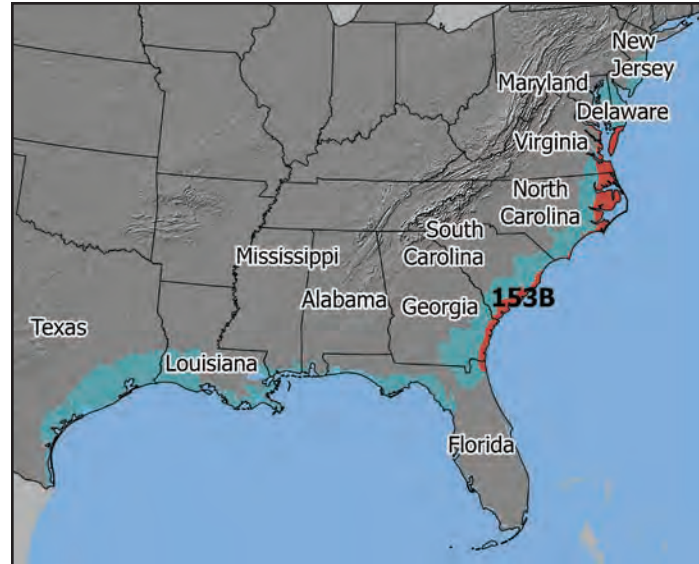 New
Jersey
Maryland
Delaware
Virginia
North
Carolina
South
Carolina
Mississippi
Alabama
Georgia
153B
Texas
Louisiana
Florida